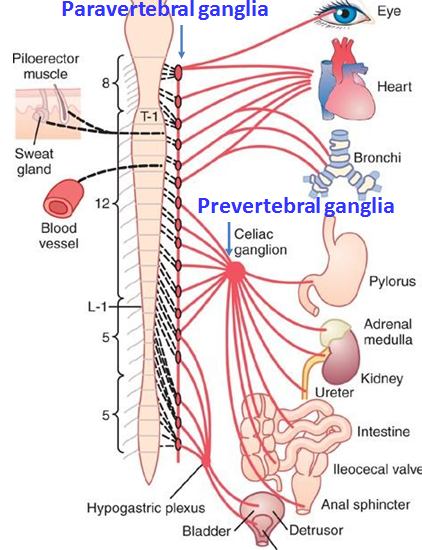 Paravertebral ganglia
Eye
Piloerector
muscle
8
Heart
T-1
Sweat
gland
Bronchi
12
Prevertebral ganglia
Blood
vessel
Celiac
ganglion
Pylorus
L-1
Adrenal
medulla
5
Kidney
Ureter
5
Intestine
Ileocecal valve
Hypogastric plexus
Anal sphincter
Bladder
Detrusor